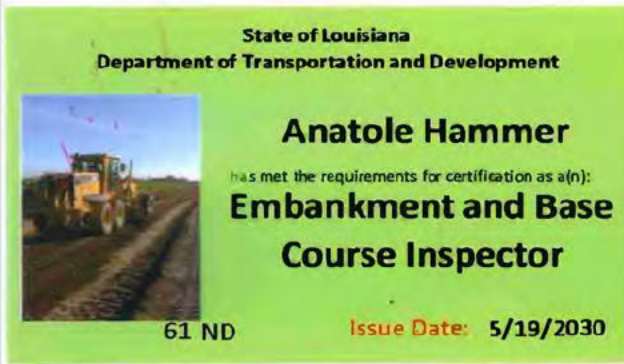 State of Louisiana
Department of Transportation and Development
Anatole Hammer
has met the requirements for certification as a(n):
Embankment and Base
Course Inspector
61 ND
Issue Date: 5/19/2030